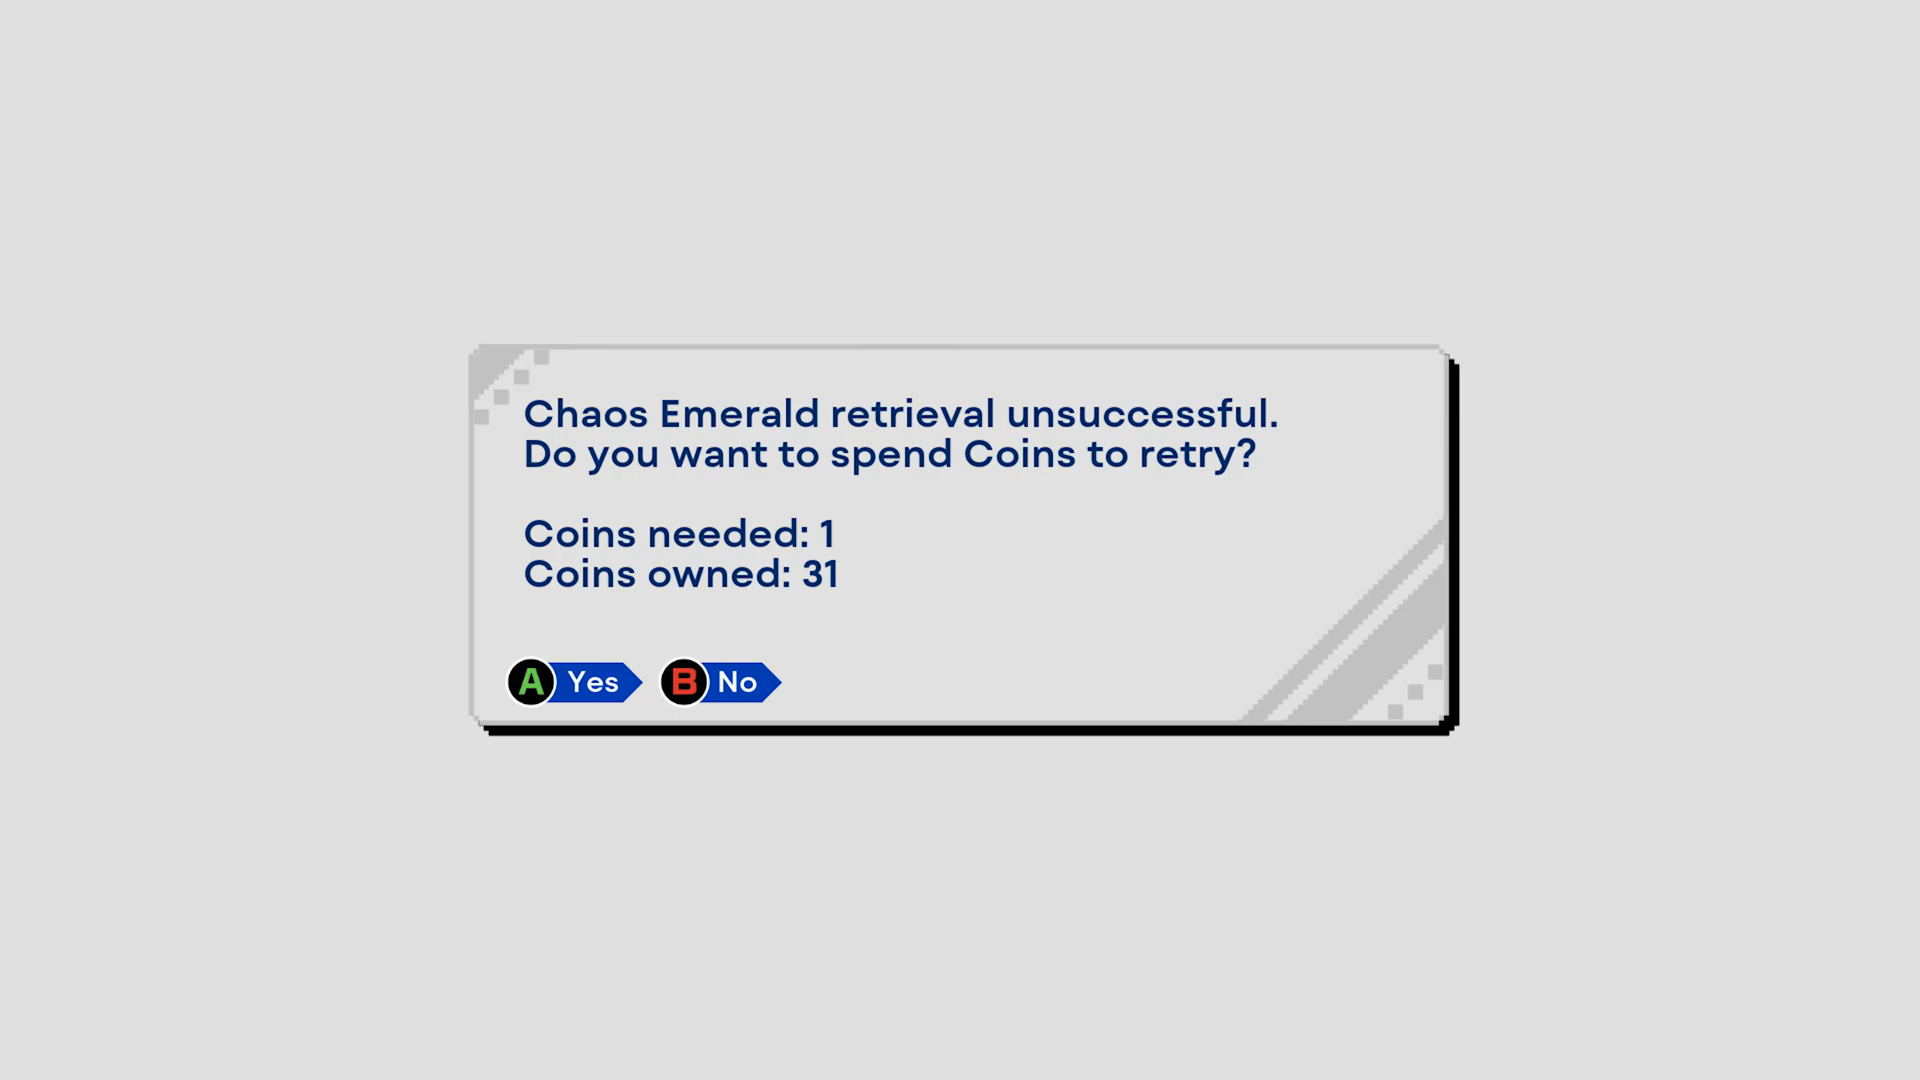 Chaos Emerald retrieval unsuccessful.
Do you want to spend Coins to retry?
Coins needed: 1
Coins owned: 31
A Yes B No